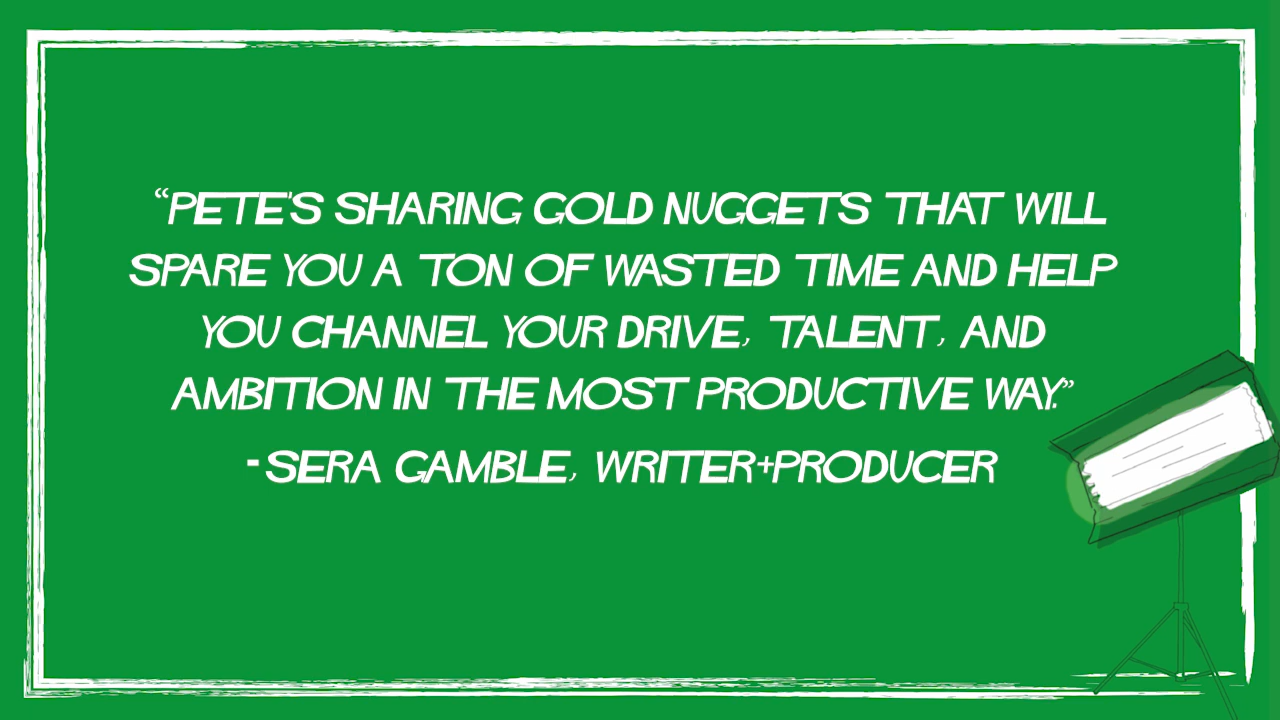 “PETE'S SHARING GOLD NUGGETS THAT WILL
SPARE YOU A TON OF WASTED TIME AND HELP
YOU CHANNEL YOUR DRIVE, TALENT, AND
AMBITION IN THE MOST PRODUCTIVE WAY.”
-SERA GAMBLE, WRITER+PRODUCER